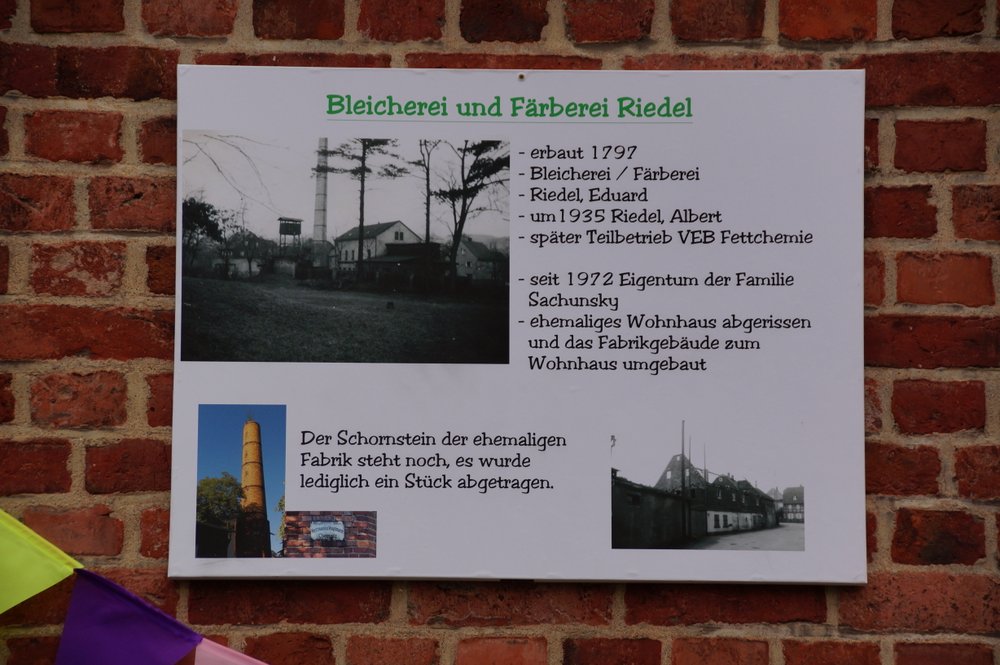 Bleicherei und Färberei Riedel
- erbaut 1797
- Bleicherei / Färberei
- Riedel, Eduard
- um1935 Riedel, Albert
- später Teilbetrieb VEB Fettchemie
- seit 1972 Eigentum der Familie
Sachunsky
- ehemaliges Wohnhaus abgerissen
und das Fabrikgebäude zum
Wohnhaus umgebaut
Der Schornstein der ehemaligen
Fabrik steht noch, es wurde
lediglich ein Stück abgetragen.